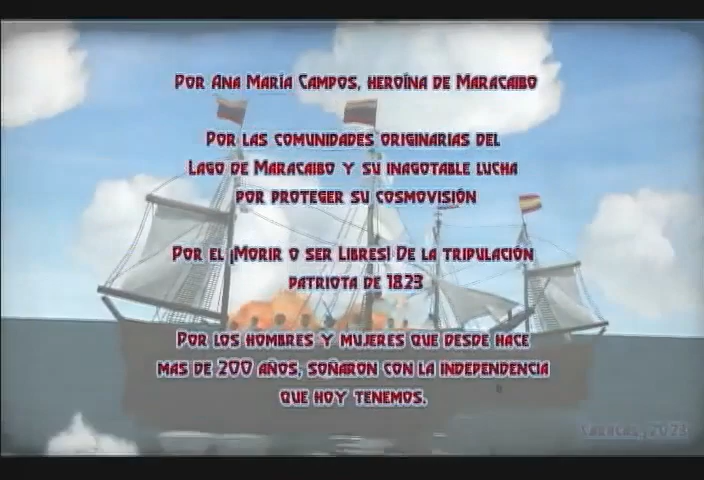 Por Ana María Campos, heroína de Maracaibo
Por las comunidades originarias del
Lago de Maracaibo y su inagotable lucha
por proteger su cosmovisión
Por el ¡Morir o ser Libres! De la tripulación
patriota de 1823
Por los hombres y mujeres que desde hace
mas de 200 años, soñaron con la independencia
que hoy tenemos.
Caracas, 2023